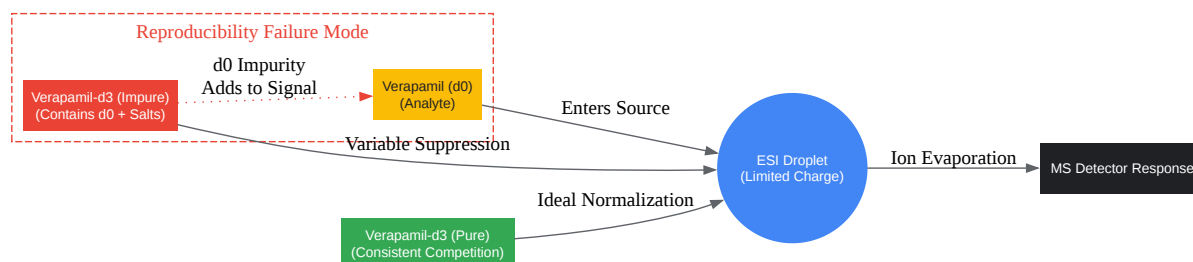 Reproducibility Failure Mode
d0 Impurity
Adds to Signal
Verapamil-d3 (Impure)
(Contains d0 + Salts)
Verapamil (d0)
(Analyte)
Enters Source
Variable Suppression
ESI Droplet
(Limited Charge)
Ion Evaporation
MS Detector Response
Ideal Normalization
Verapamil-d3 (Pure)
(Consistent Competition)